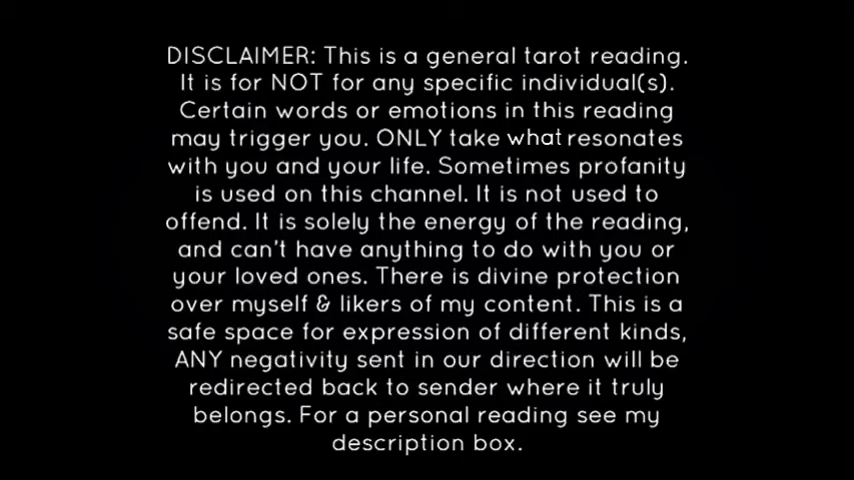 DISCLAIMER: This is a general tarot reading.
It is for NOT for any specific individual(s).
Certain words or emotions in this reading
may trigger you. ONLY take what resonates
with you and your life. Sometimes profanity
is used on this channel. It is not used to
offend. It is solely the energy of the reading,
and can't have anything to do with you or
your loved ones. There is divine protection
over myself & likers of my content. This is a
safe space for expression of different kinds,
ANY negativity sent in our direction will be
redirected back to sender where it truly
belongs. For a personal reading see my
description box.